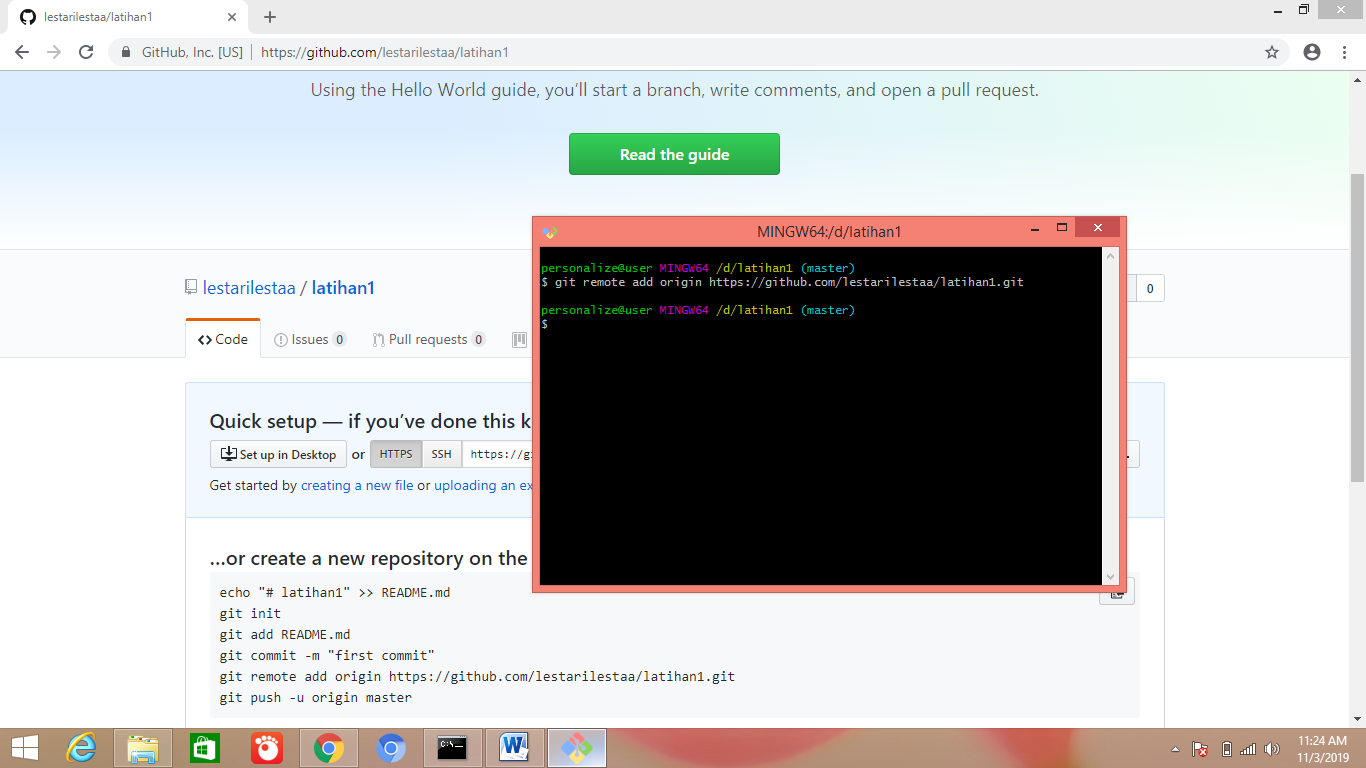 lestarilestaa/latihan1
GitHub, Inc. [US] https://github.com/lestarilestaa/latihan1
Using the Hello World guide, you’ll start a branch, write comments, and open a pull request.
Read the guide
lestarilestaa / latihan1
0
Code Issues 0 Pull requests 0
MINGW64:/d/latihan1
personalize@user MINGW64 /d/latihan1 (master)
$ git remote add origin https://github.com/lestarilestaa/latihan1.git
personalize@user MINGW64 /d/latihan1 (master)
$
Quick setup — if you’ve done this k
Set up in Desktop or HTTPS SSH https://g
Get started by creating a new file or uploading an ex
…or create a new repository on the
echo "# latihan1" >> README.md
git init
git add README.md
git commit -m "first commit"
git remote add origin https://github.com/lestarilestaa/latihan1.git
git push -u origin master
11:24 AM
11/3/2019